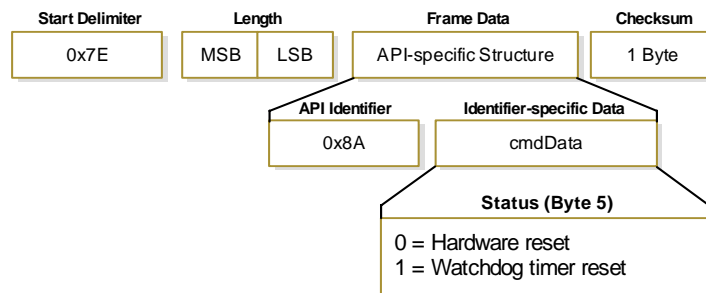 Start Delimiter Length Frame Data Checksum
0x7E MSB LSB API-specific Structure 1 Byte
API Identifier Identifier-specific Data
0x8A cmdData
Status (Byte 5)
0 = Hardware reset
1 = Watchdog timer reset